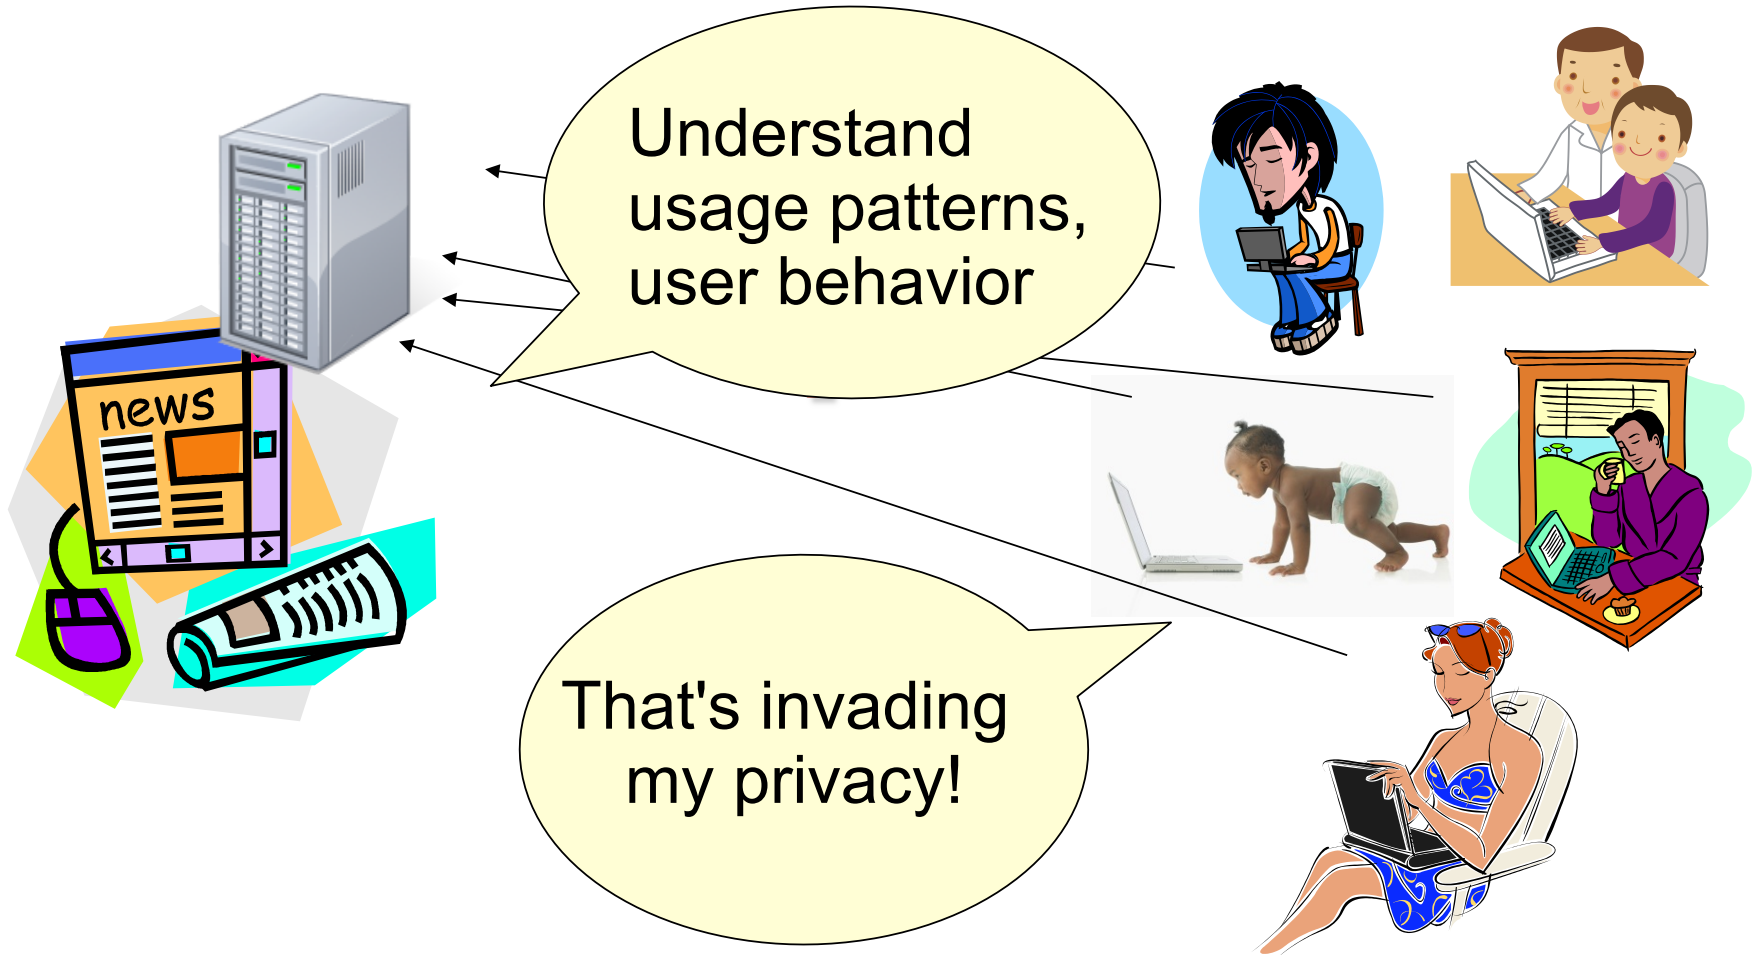 Understand
usage patterns,
user behavior
news
That's invading
my privacy!